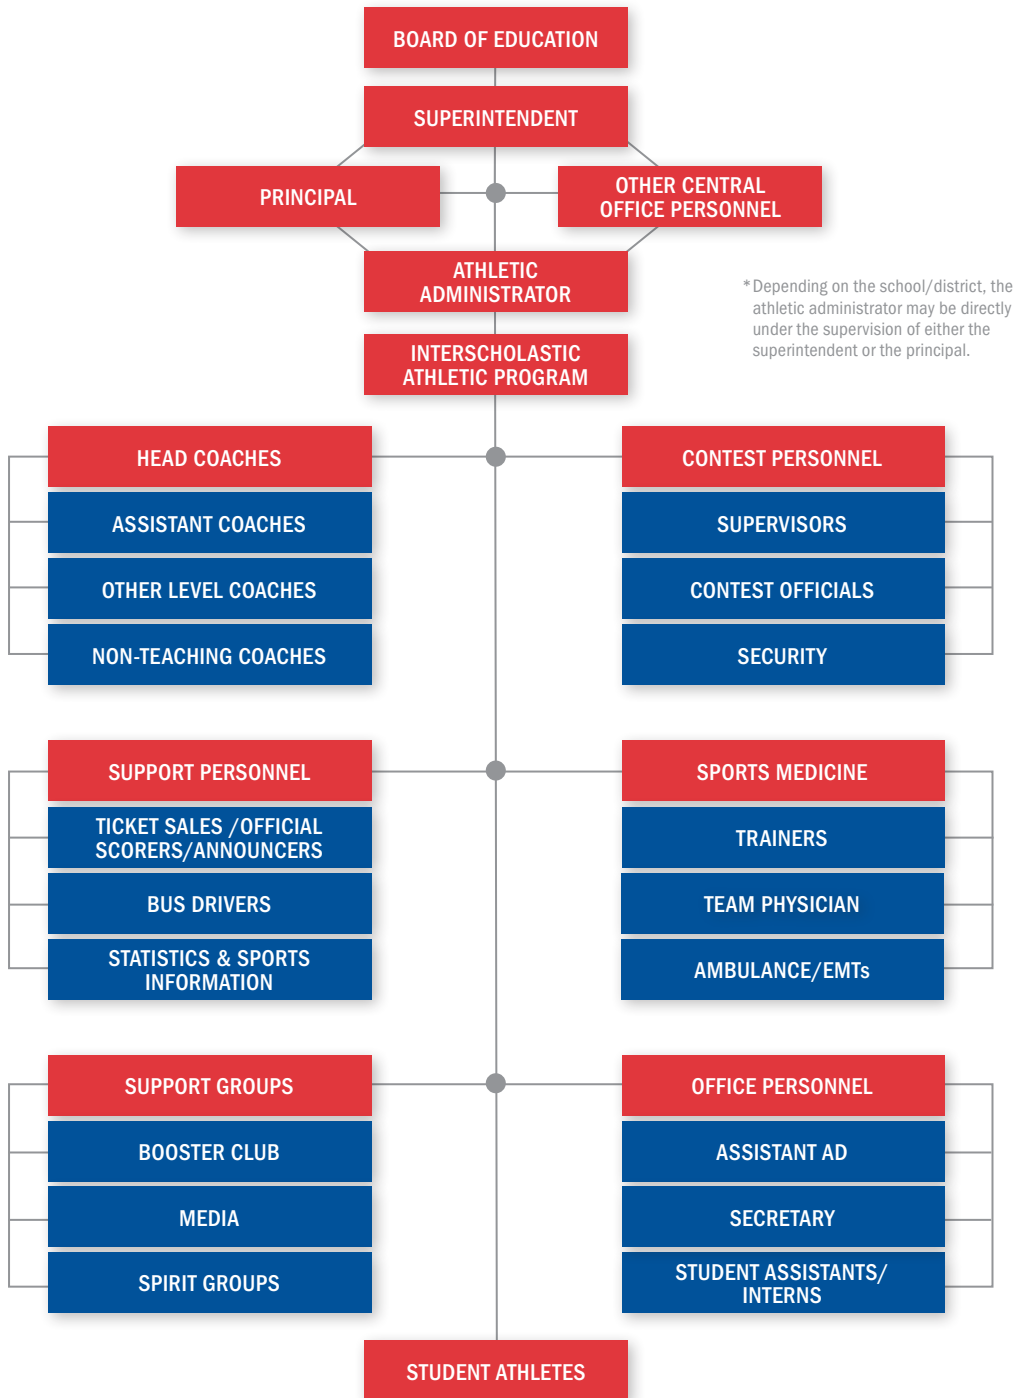 BOARD OF EDUCATION
SUPERINTENDENT
PRINCIPAL
OTHER CENTRAL
OFFICE PERSONNEL
ATHLETIC
ADMINISTRATOR
*Depending on the school/district, the
athletic administrator may be directly
under the supervision of either the
superintendent or the principal.
INTERSCHOLASTIC
ATHLETIC PROGRAM
HEAD COACHES
ASSISTANT COACHES
OTHER LEVEL COACHES
NON-TEACHING COACHES
CONTEST PERSONNEL
SUPERVISORS
CONTEST OFFICIALS
SECURITY
SUPPORT PERSONNEL
TICKET SALES /OFFICIAL
SCORERS/ANNOUNCERS
BUS DRIVERS
STATISTICS & SPORTS
INFORMATION
SPORTS MEDICINE
TRAINERS
TEAM PHYSICIAN
AMBULANCE/EMTs
SUPPORT GROUPS
BOOSTER CLUB
MEDIA
SPIRIT GROUPS
OFFICE PERSONNEL
ASSISTANT AD
SECRETARY
STUDENT ASSISTANTS/
INTERNS
STUDENT ATHLETES